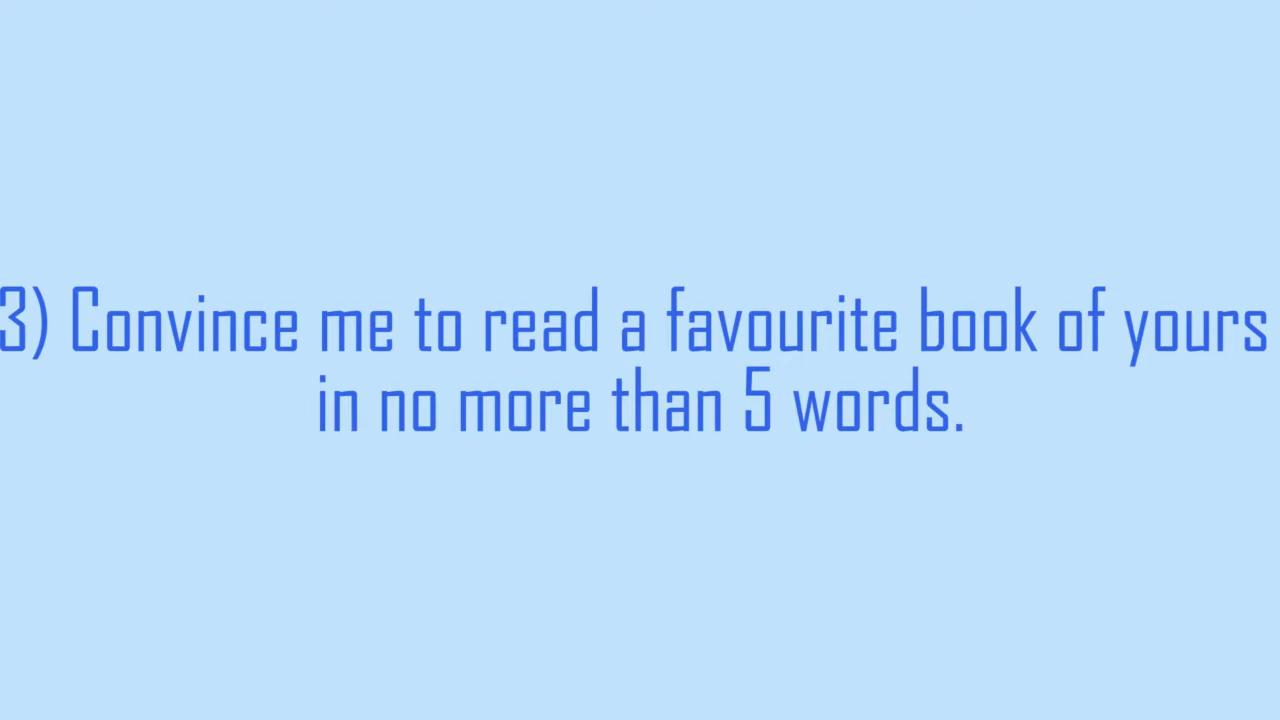 3) Convince me to read a favourite book of yours
in no more than 5 words.